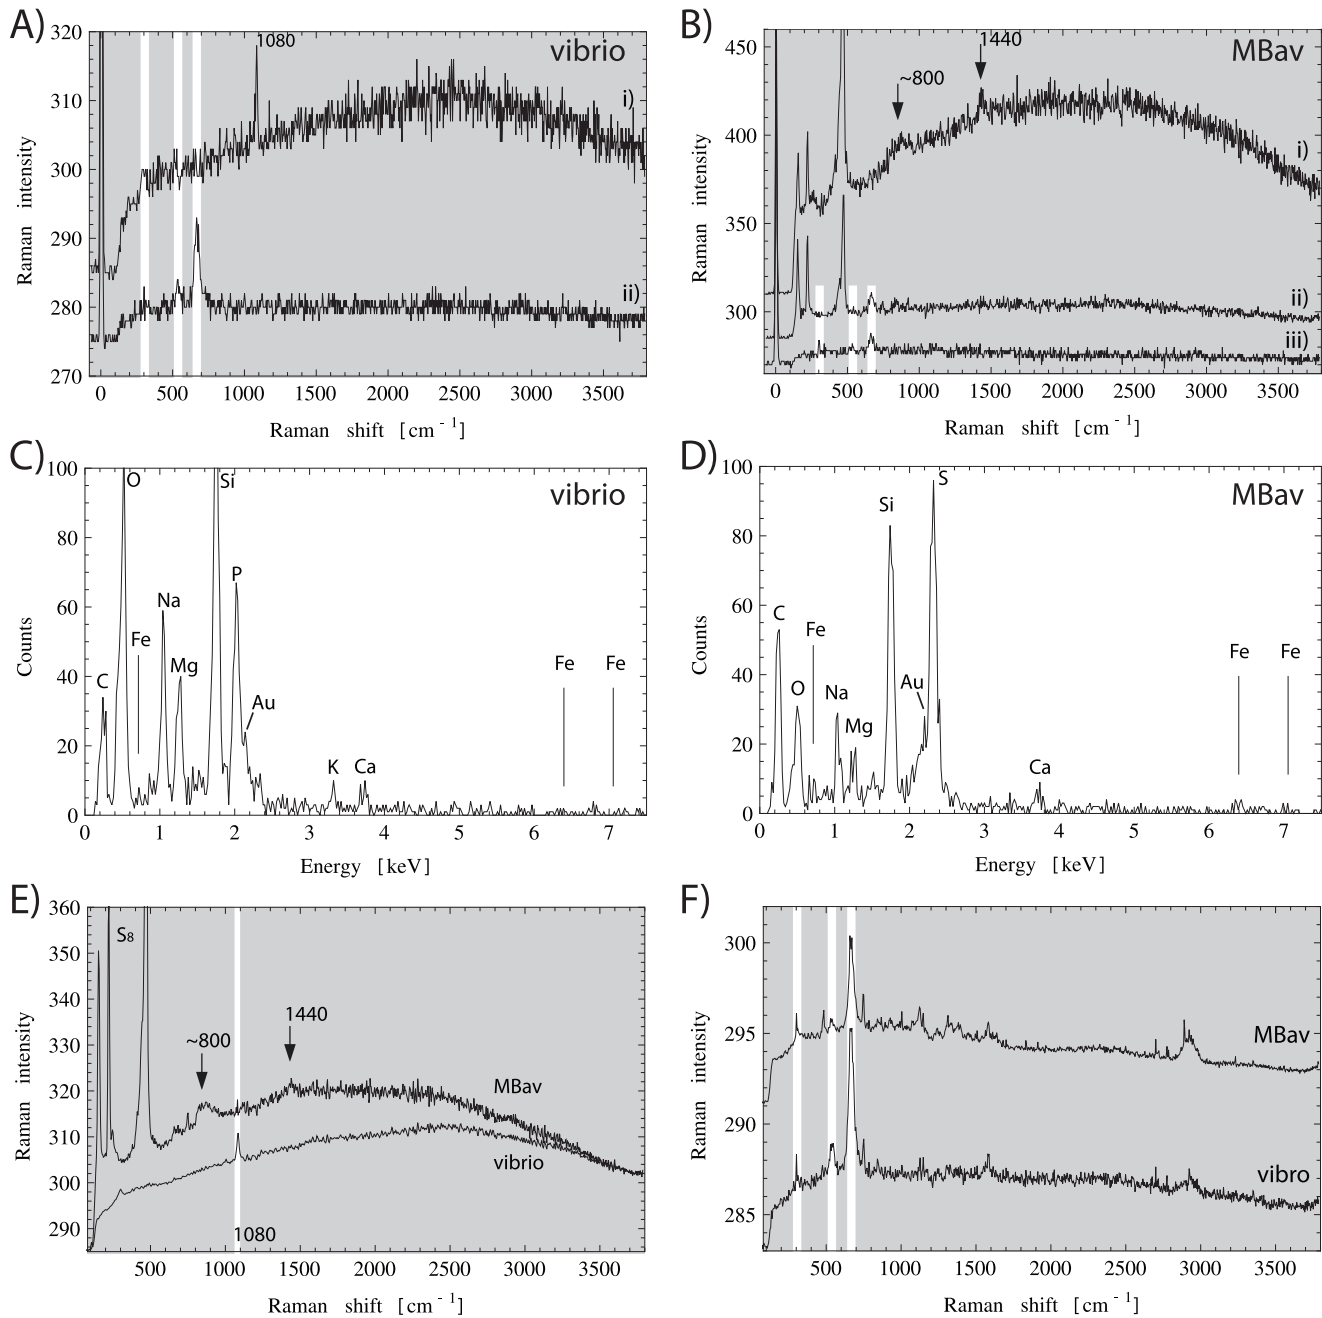 A)
vibrio
320
310
300
290
280
270
1080
i)
ii)
0 500 1000 1500 2000 2500 3000 3500
Raman shift [cm-1]
Raman intensity
B)
MBav
450
400
350
300
~800
1440
i)
ii)
iii)
0 500 1000 1500 2000 2500 3000 3500
Raman shift [cm-1]
Raman intensity
C)
vibrio
100
80
60
40
20
0
C
O
Fe
Na
Mg
Si
P
Au
K
Ca
Fe
Fe
0 1 2 3 4 5 6 7
Energy [keV]
Counts
D)
MBav
100
80
60
40
20
0
C
O
Fe
Na
Mg
Si
Au
S
Ca
Fe
Fe
0 1 2 3 4 5 6 7
Energy [keV]
Counts
E)
360
350
340
330
320
310
300
290
S8
~800
1440
MBav
vibrio
1080
500 1000 1500 2000 2500 3000 3500
Raman shift [cm-1]
Raman intensity
F)
300
295
290
285
MBav
vibro
500 1000 1500 2000 2500 3000 3500
Raman shift [cm-1]
Raman intensity